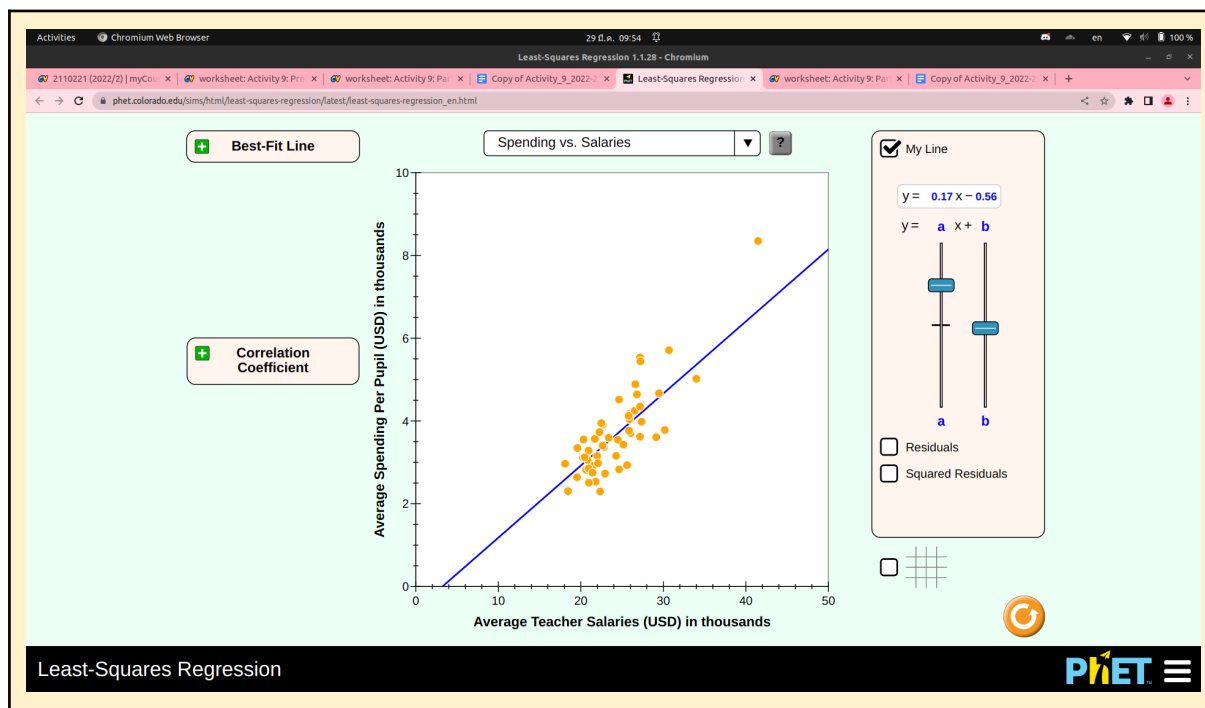 Activities Chromium Web Browser 29 มี.ค. 09:54 en 100 %
Least-Squares Regression 1.1.28 - Chromium
2110221 (2022/2) | myCou worksheet: Activity 9: Pre worksheet: Activity 9: Par Copy of Activity_9_2022-2 Least-Squares Regression worksheet: Activity 9: Par Copy of Activity_9_2022-2
phet.colorado.edu/sims/html/least-squares-regression/latest/least-squares-regression_en.html
Best-Fit Line
Spending vs. Salaries
?
My Line
y = 0.17 x − 0.56
y = a x + b
a b
Residuals
Squared Residuals
Correlation
Coefficient
Average Spending Per Pupil (USD) in thousands
10
8
6
4
2
0
0 10 20 30 40 50
Average Teacher Salaries (USD) in thousands
Least-Squares Regression
PhET